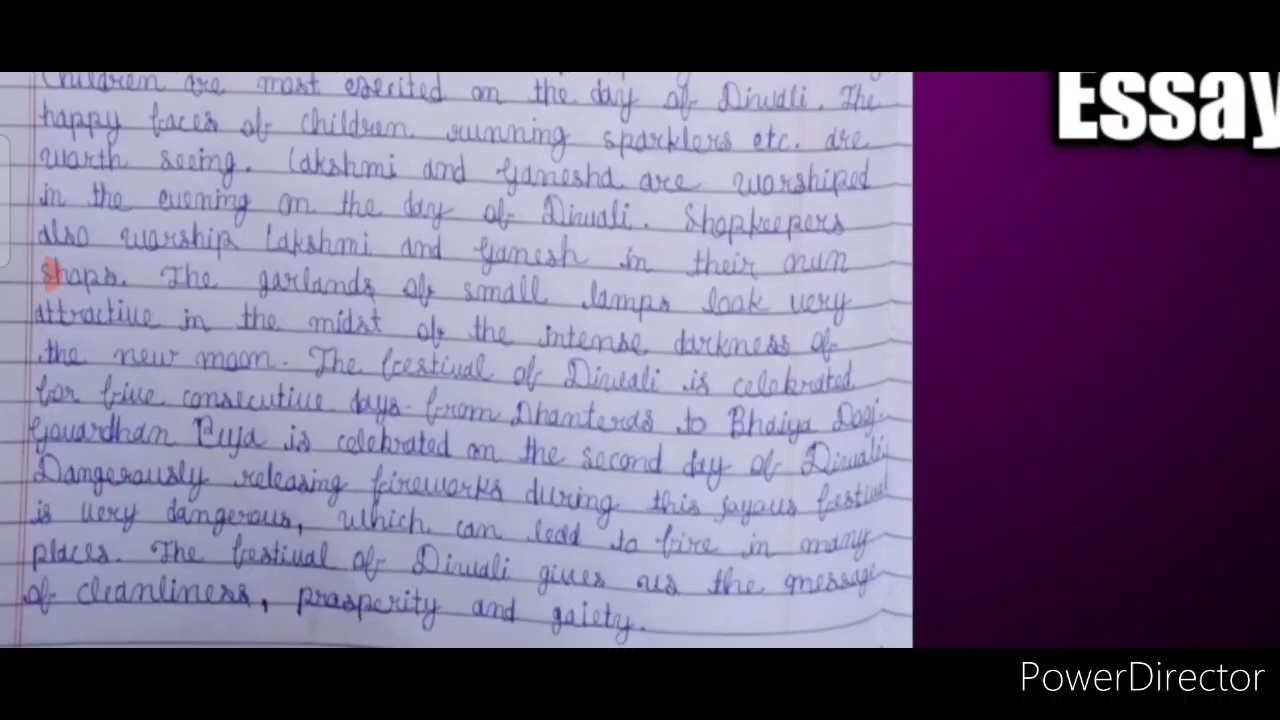 Children are most excited on the day of Diwali. The
happy faces of children running sparklers etc. are
worth seeing. Lakshmi and Ganesha are worshiped
in the evening on the day of Diwali. Shopkeepers
also worship Lakshmi and Ganesh in their own
shops. The garlands of small lamps look very
attractive in the midst of the intense darkness of
the new moon. The festival of Diwali is celebrated
for five consecutive days from Dhanteras to Bhaiya Dooj.
Govardhan Puja is celebrated on the second day of Diwali.
Dangerously releasing fireworks during this joyous festival
is very dangerous, which can lead to fire in many
places. The festival of Diwali gives us the message
of cleanliness, prosperity and gaiety.
Essay
PowerDirector